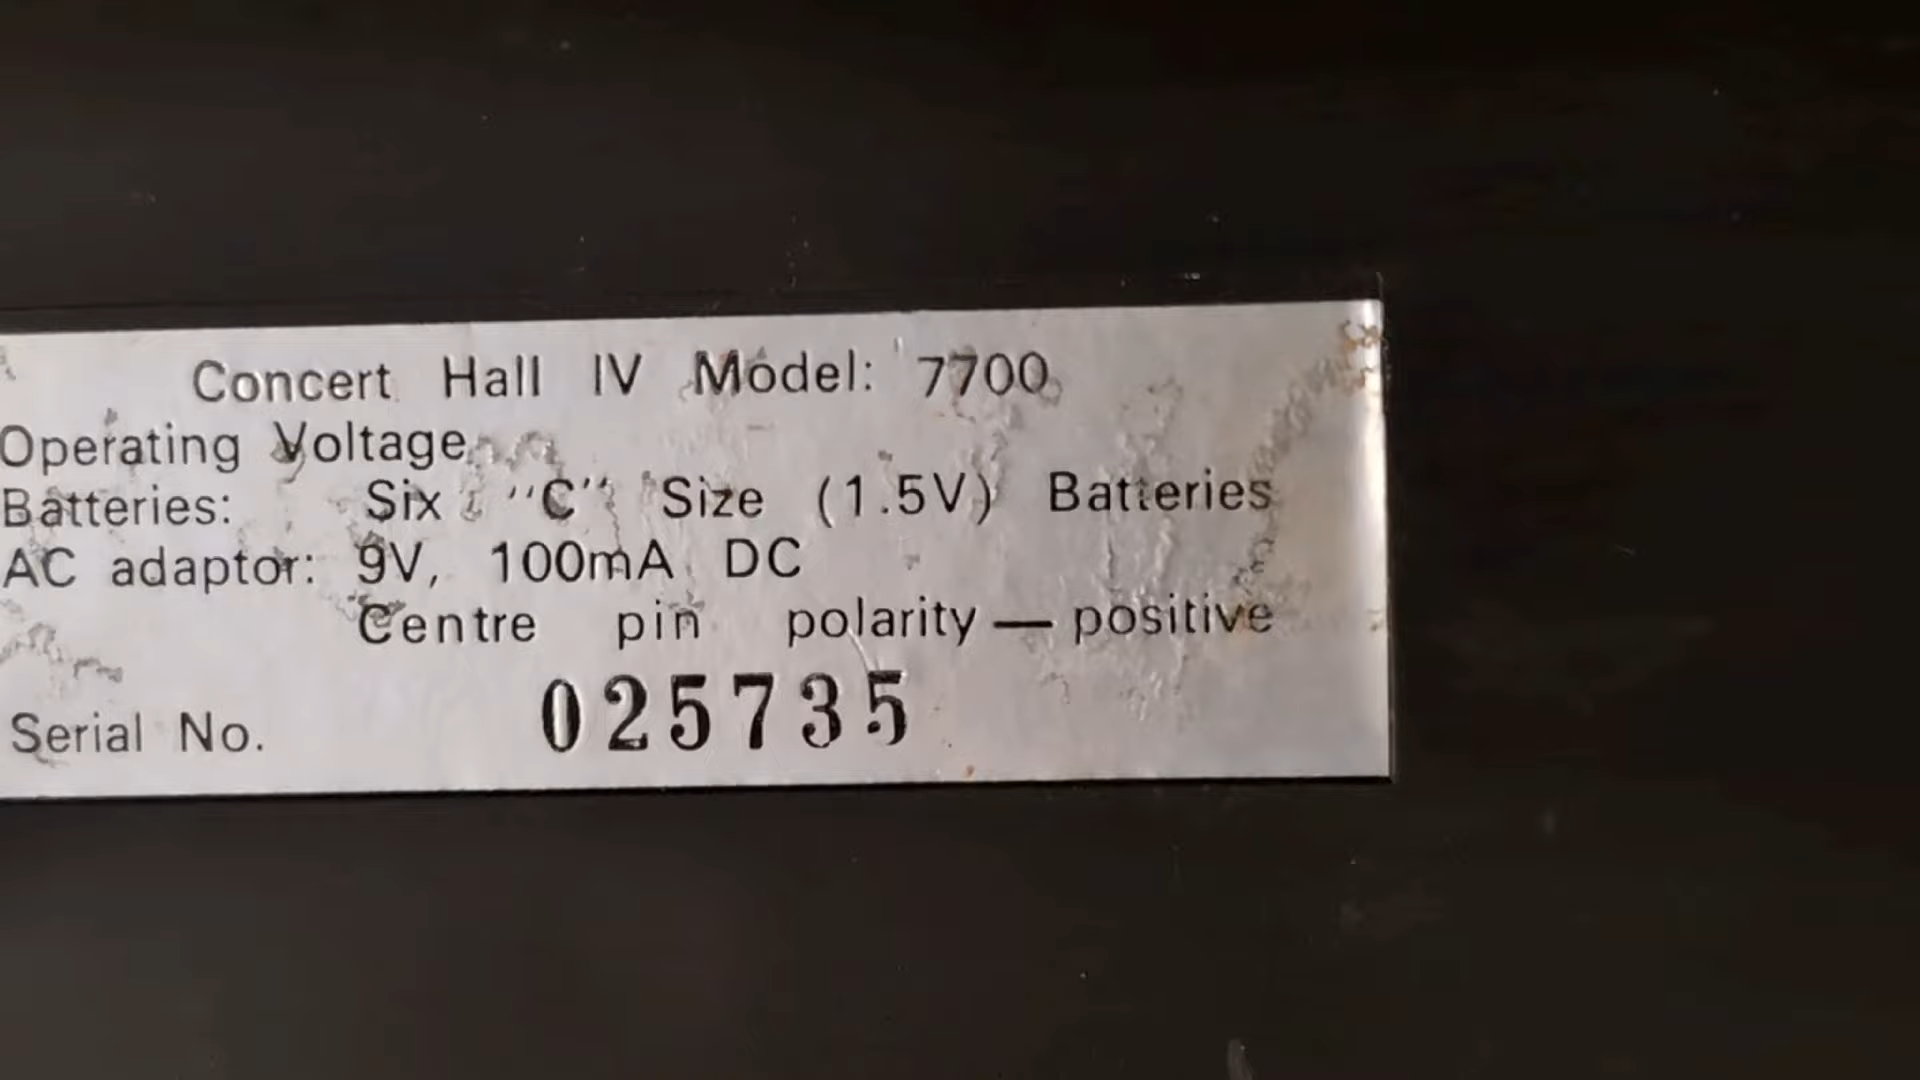 Concert Hall IV Model: 7700
Operating Voltage
Batteries: Six "C" Size (1.5V) Batteries
AC adaptor: 9V, 100mA DC
Centre pin polarity — positive
Serial No. 025735